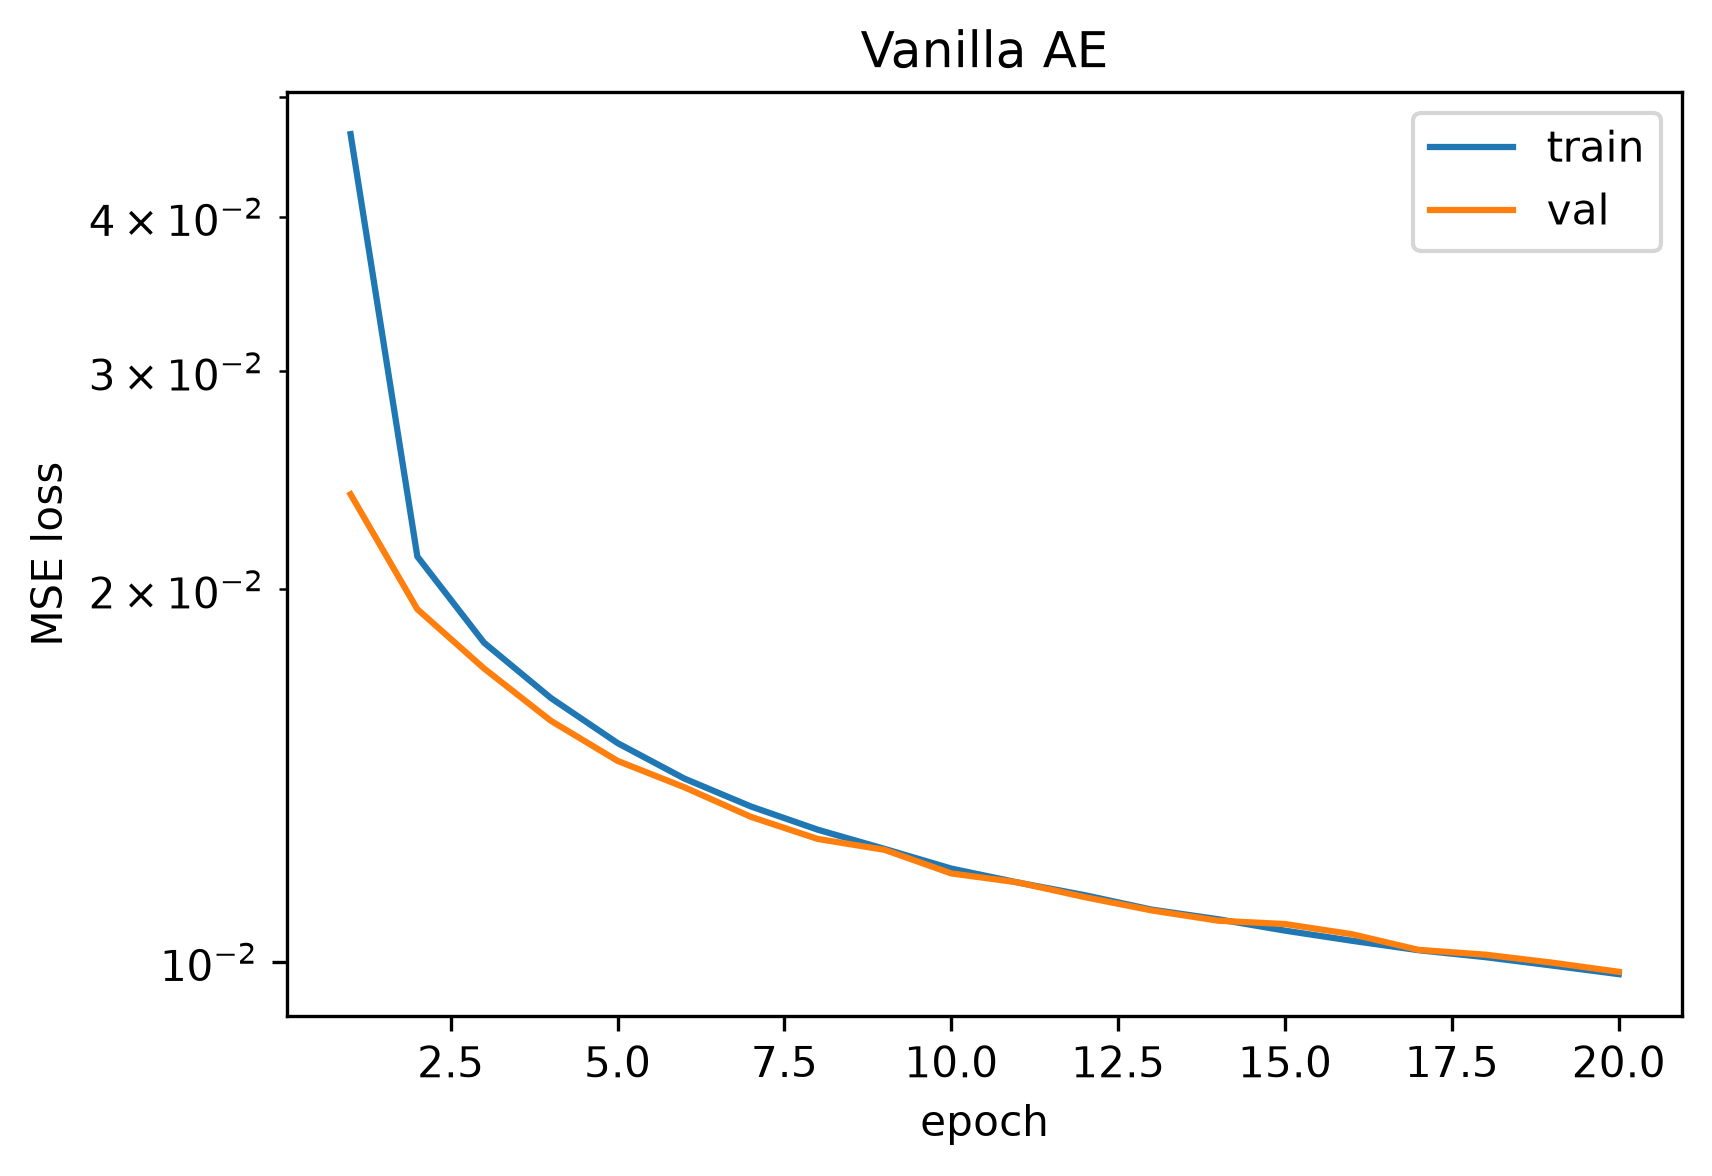 Vanilla AE
train
val
4 × 10⁻²
3 × 10⁻²
2 × 10⁻²
10⁻²
MSE loss
2.5 5.0 7.5 10.0 12.5 15.0 17.5 20.0
epoch